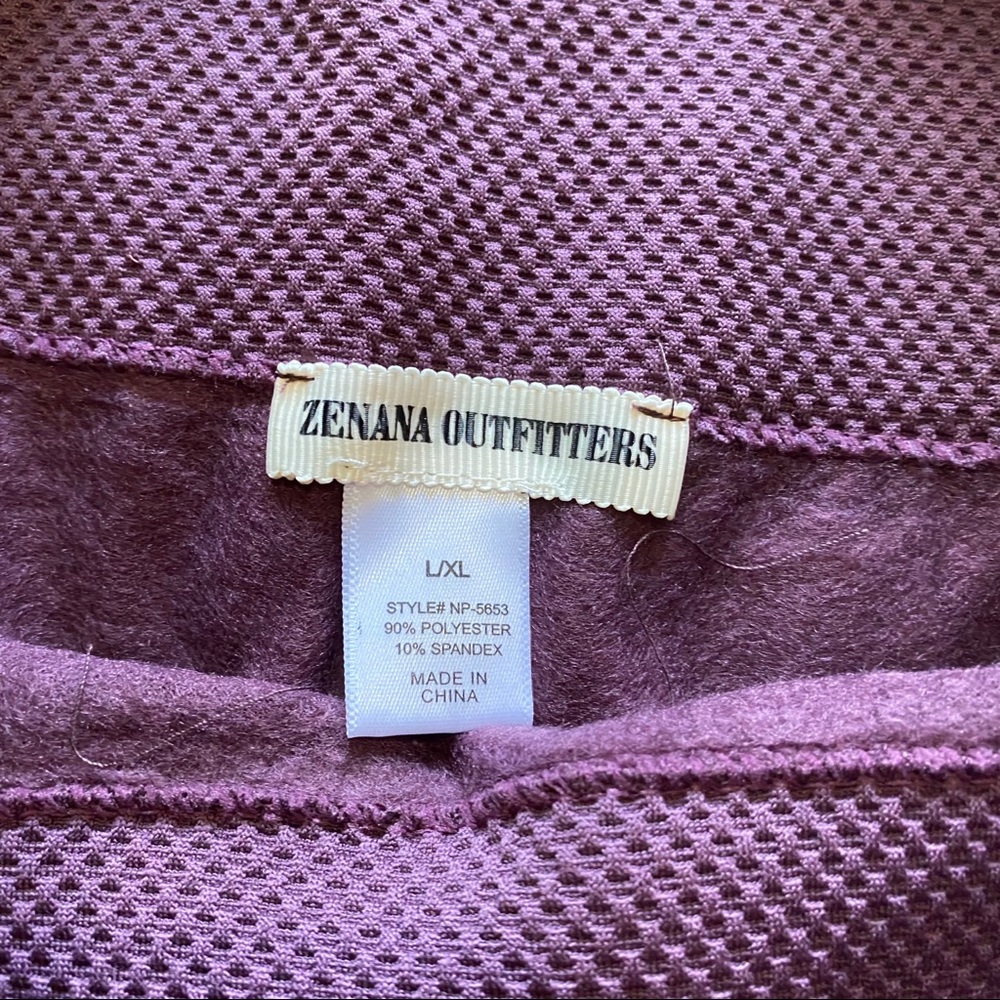 ZENANA OUTFITTERS
L/XL
STYLE# NP-5653
90% POLYESTER
10% SPANDEX
MADE IN
CHINA